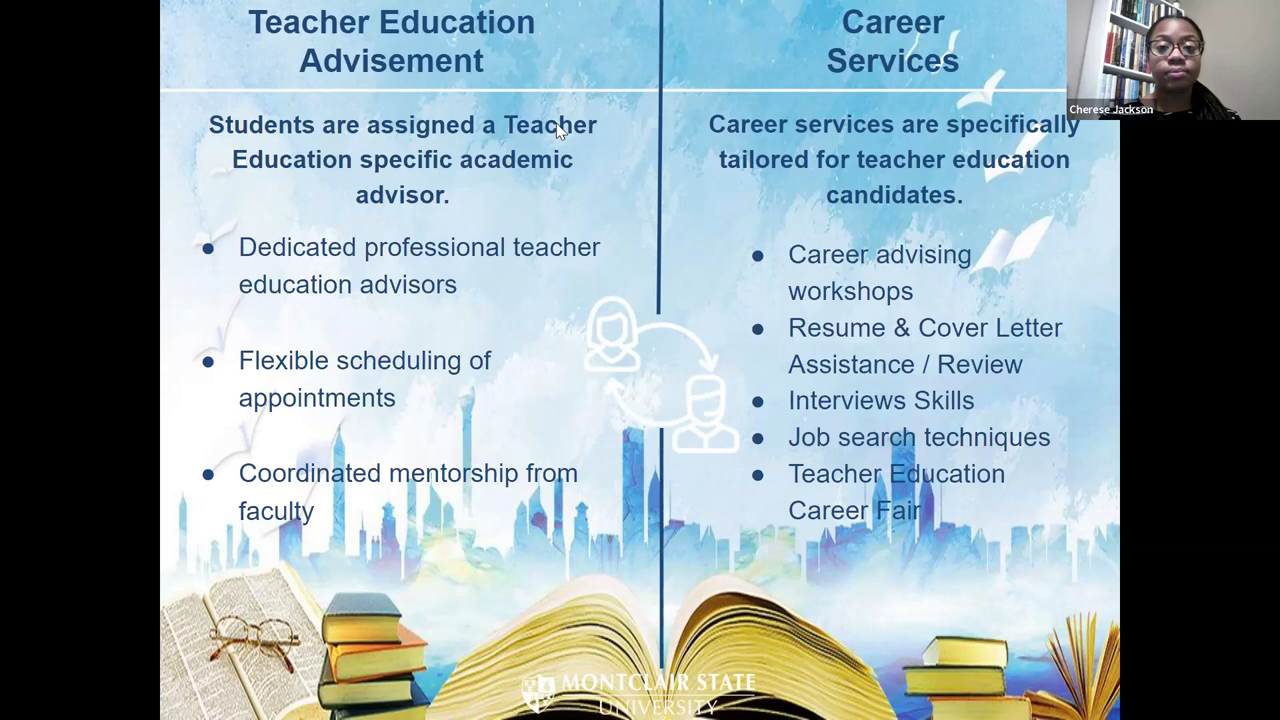 Teacher Education
Advisement
Students are assigned a Teacher
Education specific academic
advisor.
● Dedicated professional teacher
education advisors
● Flexible scheduling of
appointments
● Coordinated mentorship from
faculty
Career
Services
Career services are specifically
tailored for teacher education
candidates.
● Career advising
workshops
● Resume & Cover Letter
Assistance / Review
● Interviews Skills
● Job search techniques
● Teacher Education
Career Fair
Cherese Jackson
MONTCLAIR STATE
UNIVERSITY